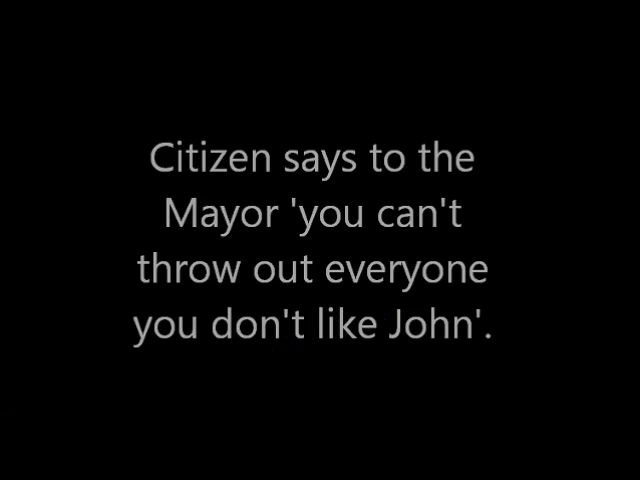 Citizen says to the
Mayor 'you can't
throw out everyone
you don't like John'.